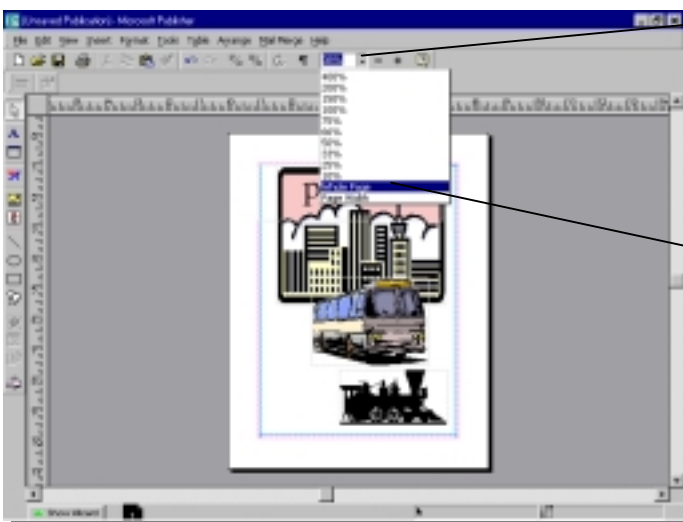 [Unsaved Publication] - Microsoft Publisher
File Edit View Insert Format Tools Table Arrange Mail Merge Help
400%
200%
150%
100%
75%
66%
50%
33%
25%
10%
Whole Page
Page Width
P
Show Wizard